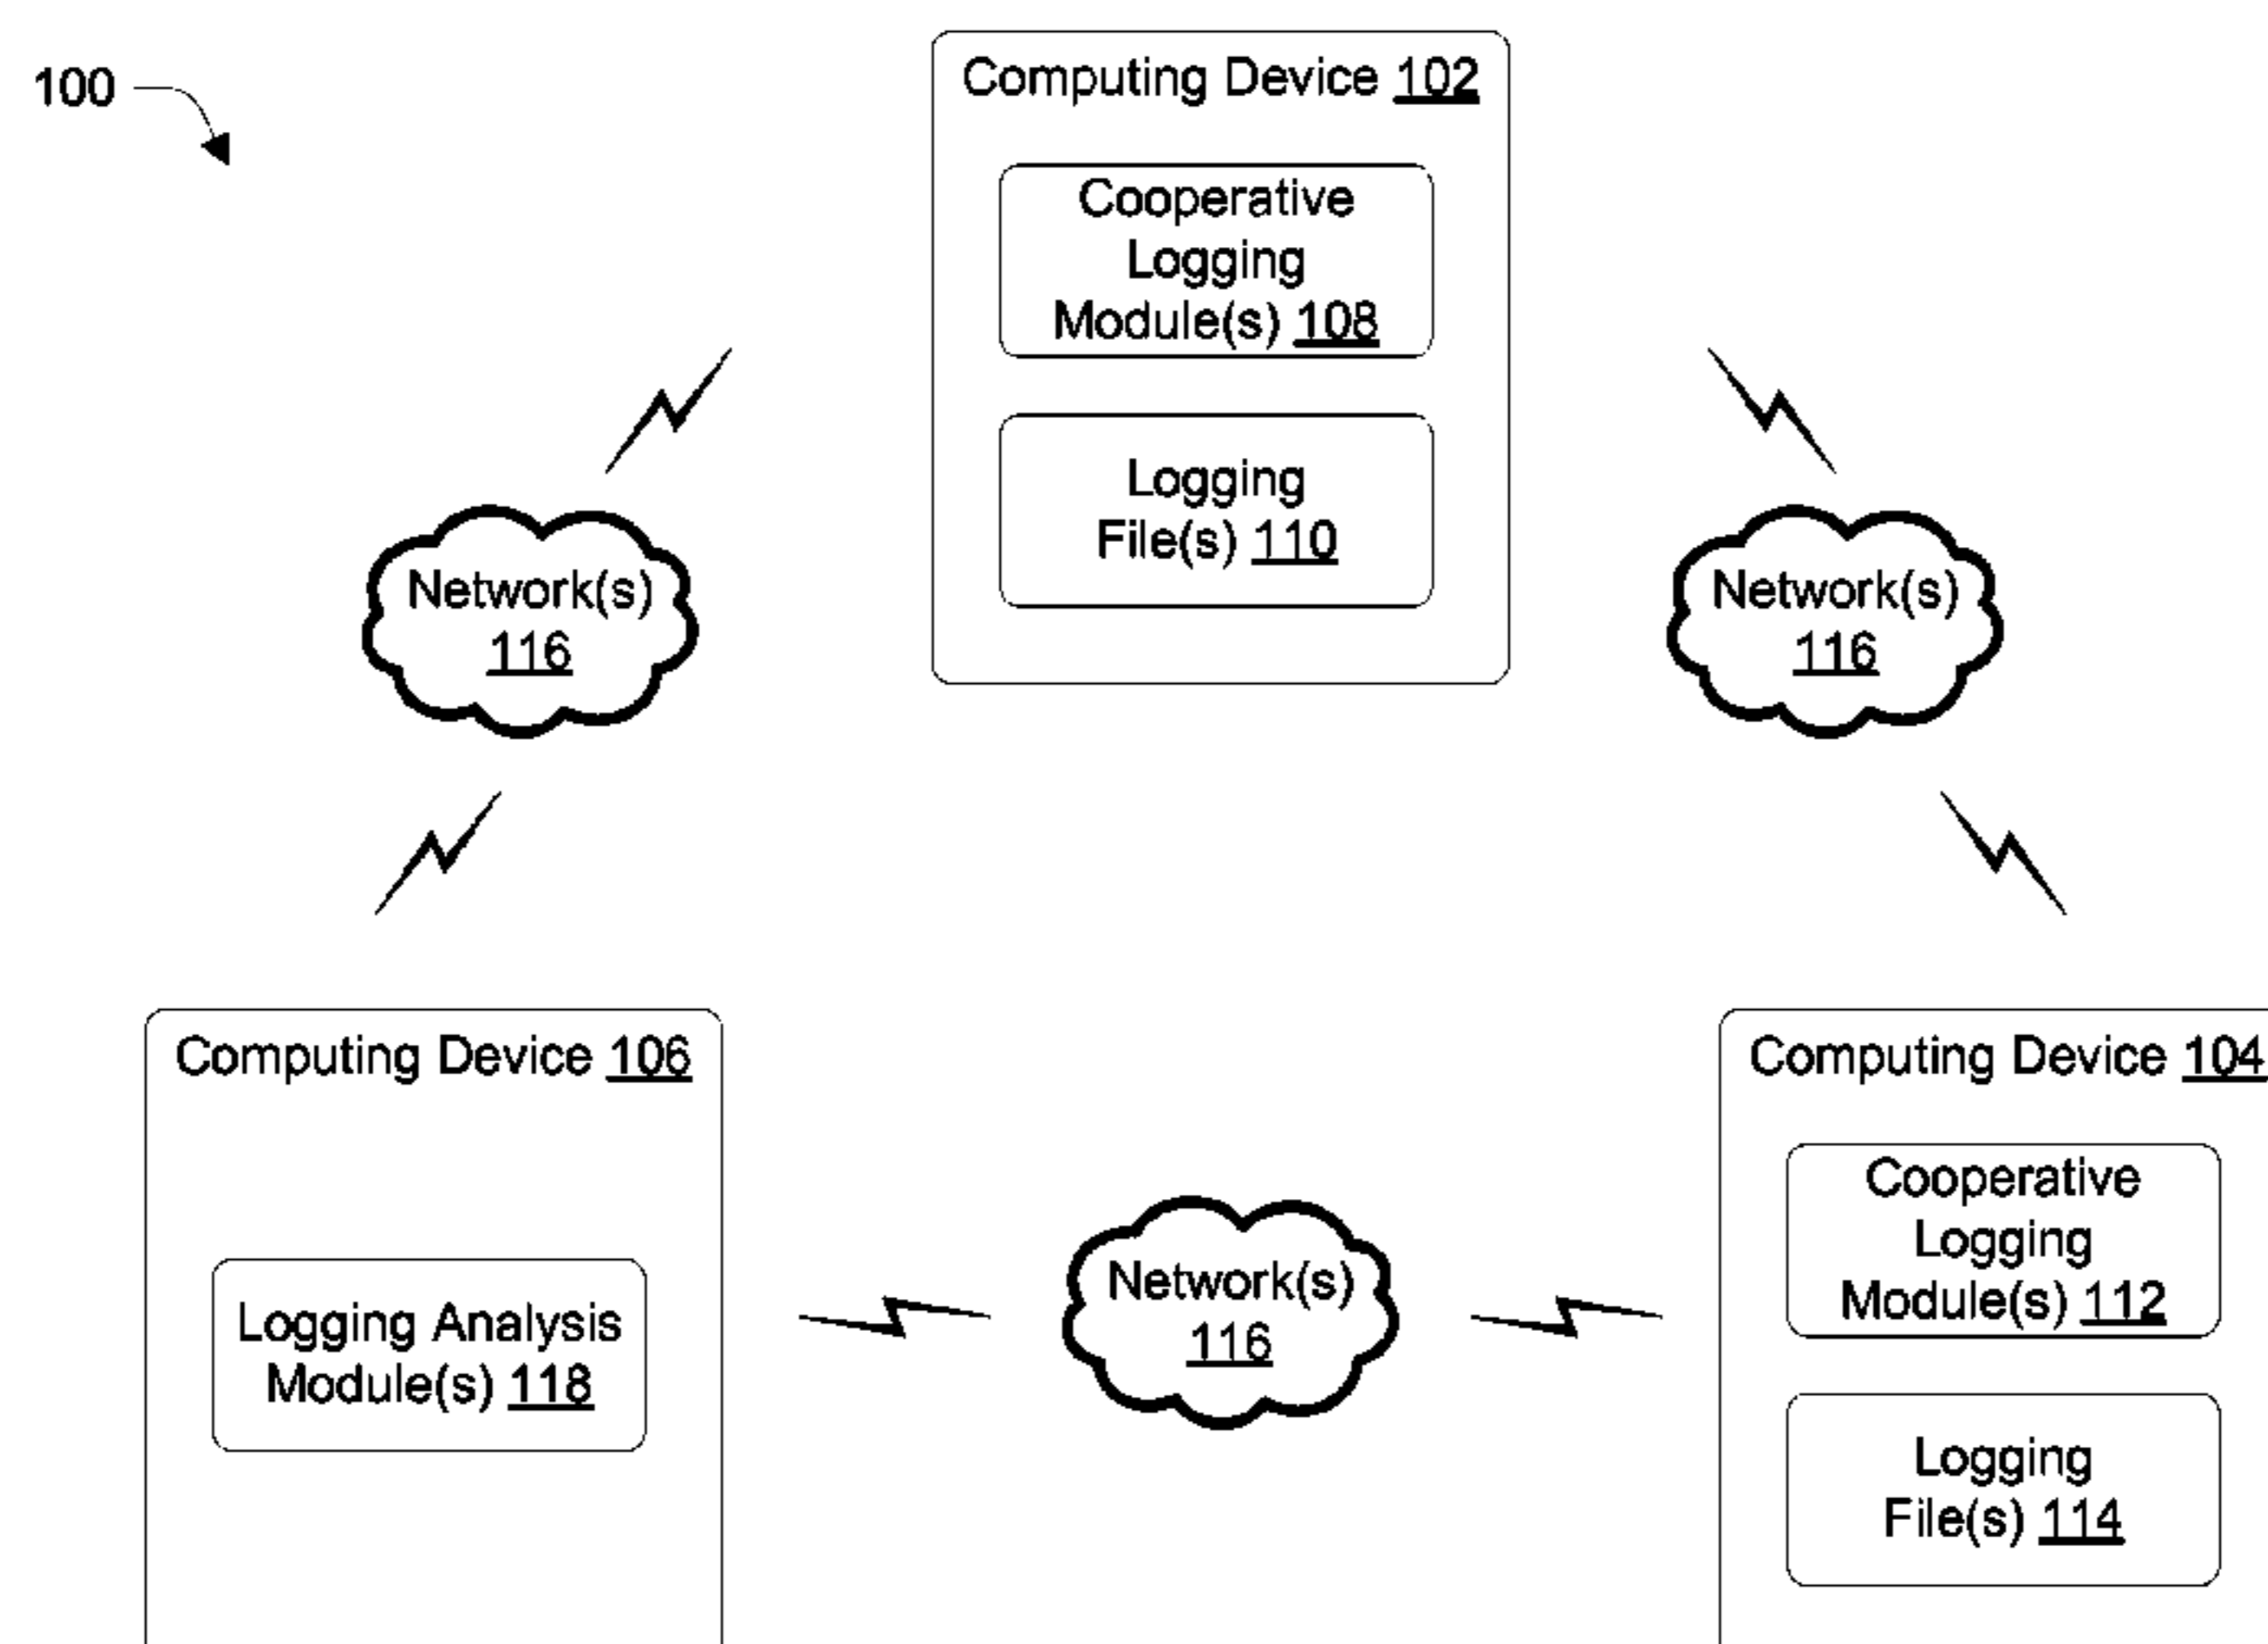 100
Computing Device 102
Cooperative
Logging
Module(s) 108
Logging
File(s) 110
Network(s)
116
Network(s)
116
Computing Device 106
Logging Analysis
Module(s) 118
Network(s)
116
Computing Device 104
Cooperative
Logging
Module(s) 112
Logging
File(s) 114